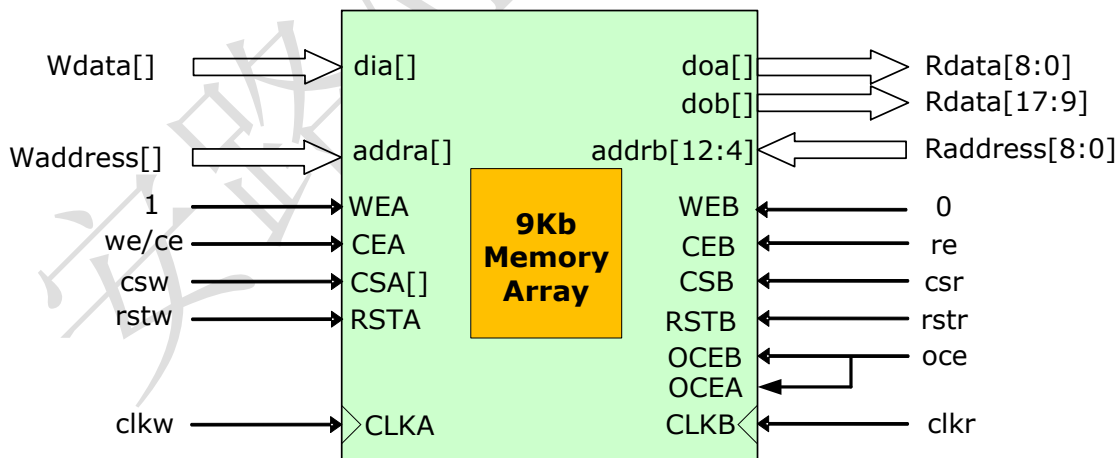 Wdata[] dia[] doa[] Rdata[8:0]
dob[] Rdata[17:9]
Waddress[] addra[] addrb[12:4] Raddress[8:0]
1 WEA WEB 0
we/ce CEA CEB re
csw CSA[] CSB csr
rstw RSTA RSTB rstr
OCEB oce
OCEA
clkw CLKA CLKB clkr
9Kb
Memory
Array
安路